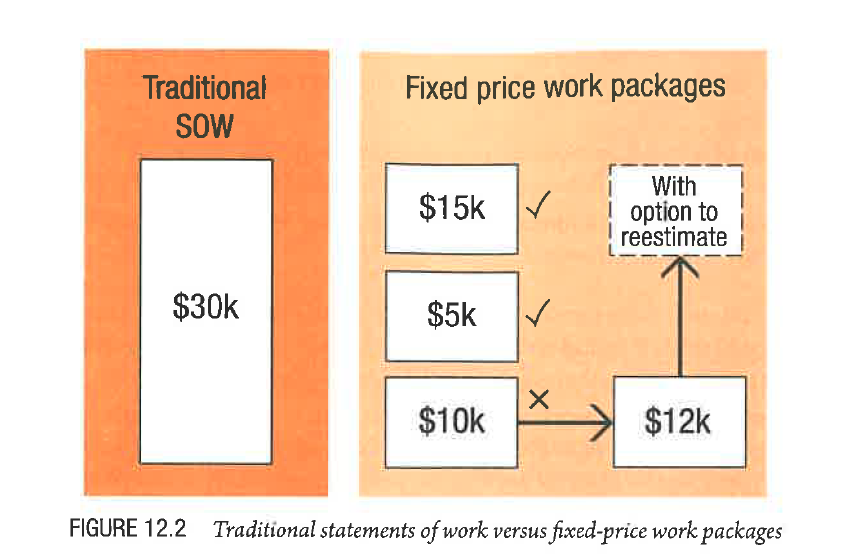 Traditional
SOW
$30k
Fixed price work packages
$15k ✓
$5k ✓
$10k ×
$12k
With
option to
reestimate
FIGURE 12.2 Traditional statements of work versus fixed-price work packages